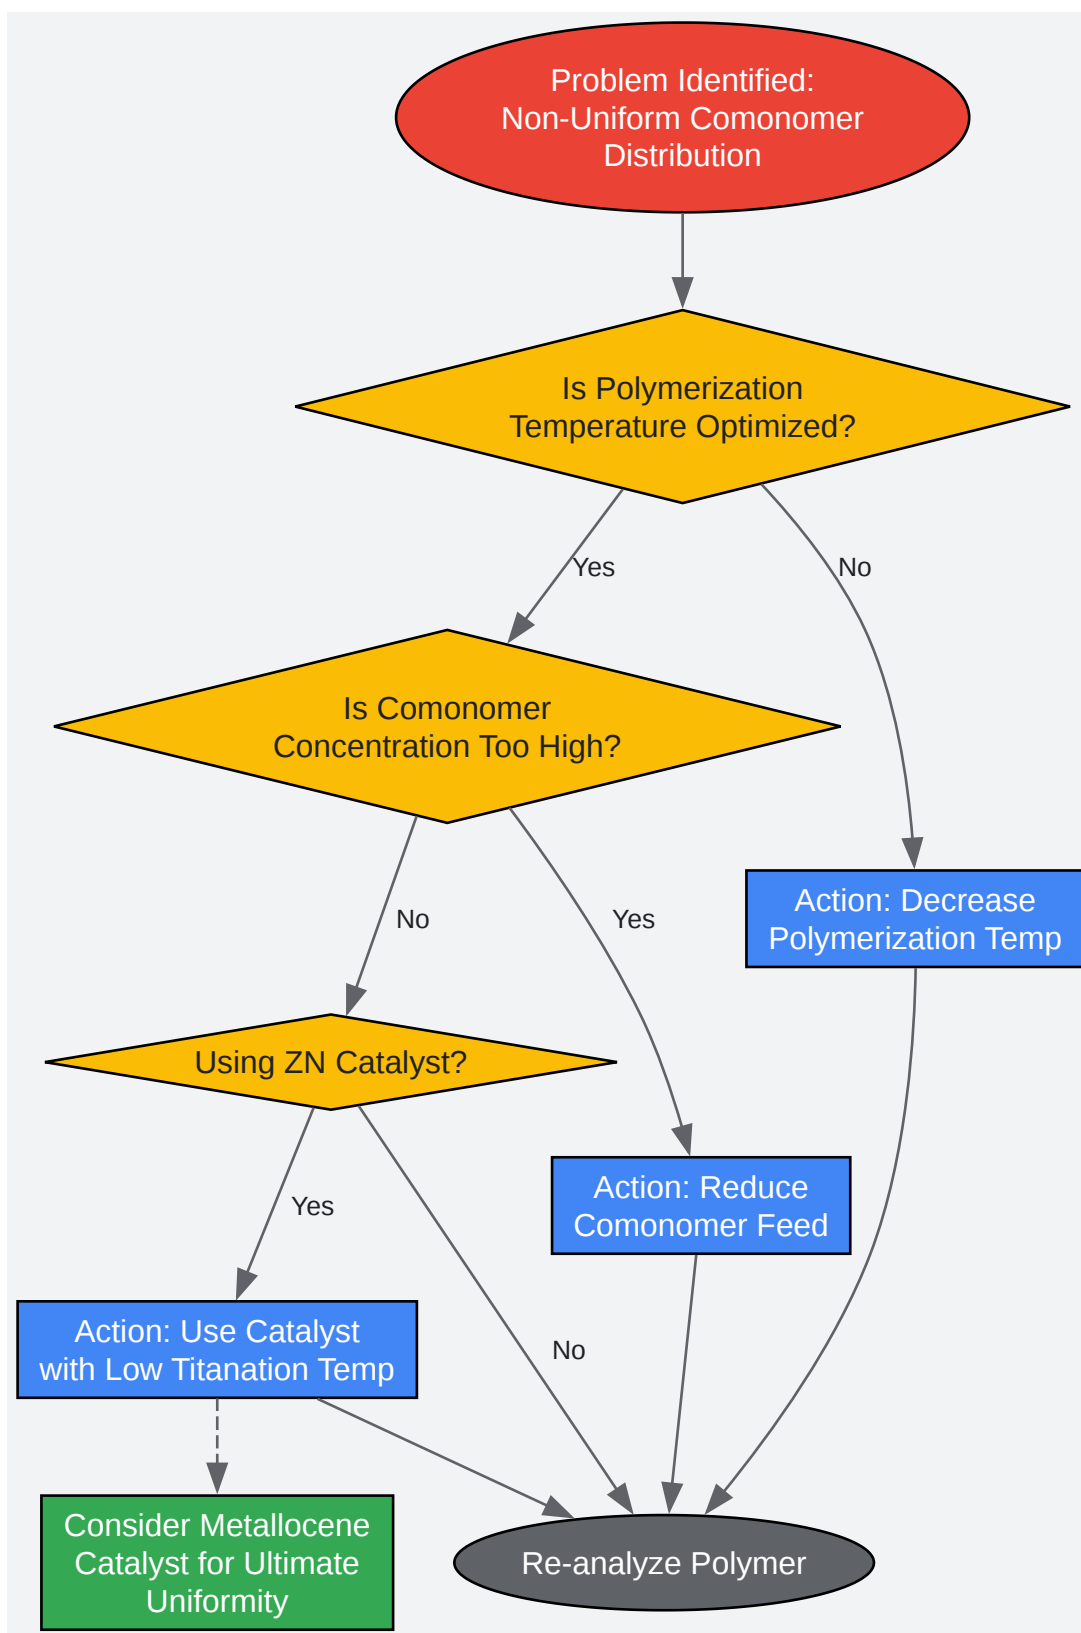 Problem Identified:
Non-Uniform Comonomer
Distribution
Is Polymerization
Temperature Optimized?
Yes
No
Is Comonomer
Concentration Too High?
No
Yes
Action: Decrease
Polymerization Temp
Using ZN Catalyst?
Yes
Action: Reduce
Comonomer Feed
Action: Use Catalyst
with Low Titanation Temp
No
Consider Metallocene
Catalyst for Ultimate
Uniformity
Re-analyze Polymer